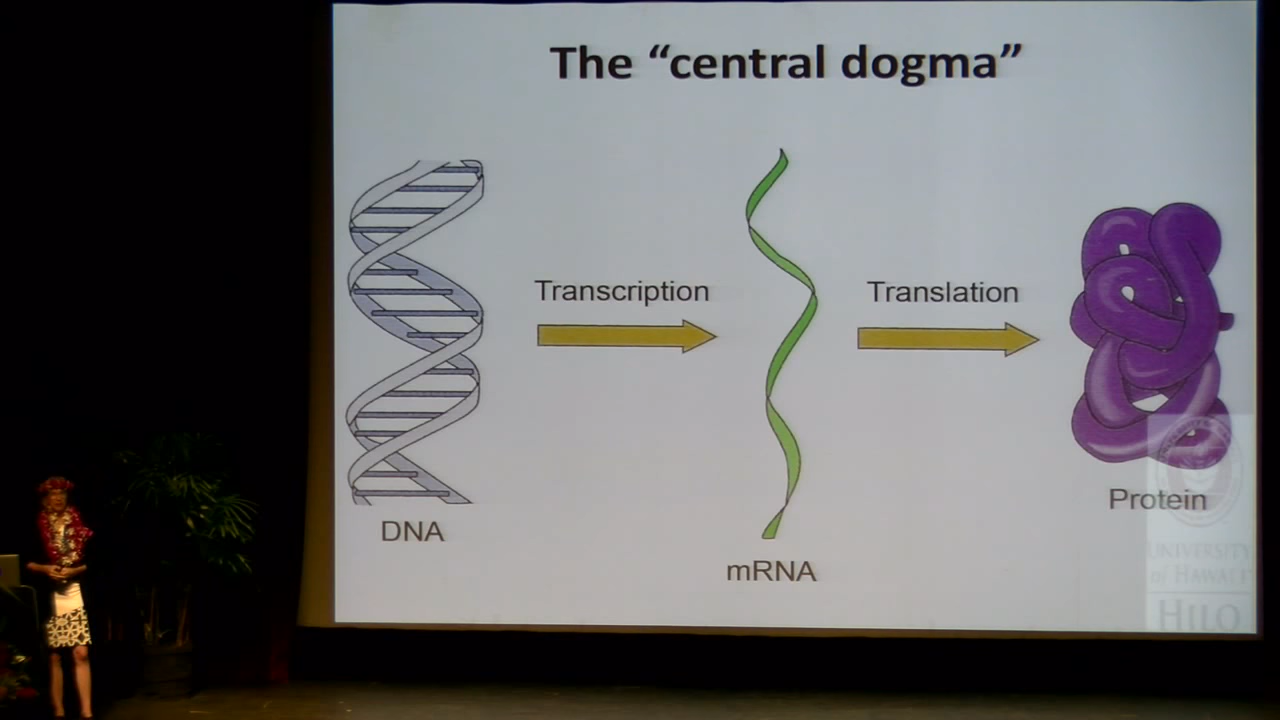 The “central dogma”
Transcription
Translation
DNA
mRNA
Protein
UNIVERSITY
of HAWAI‘I
HILO